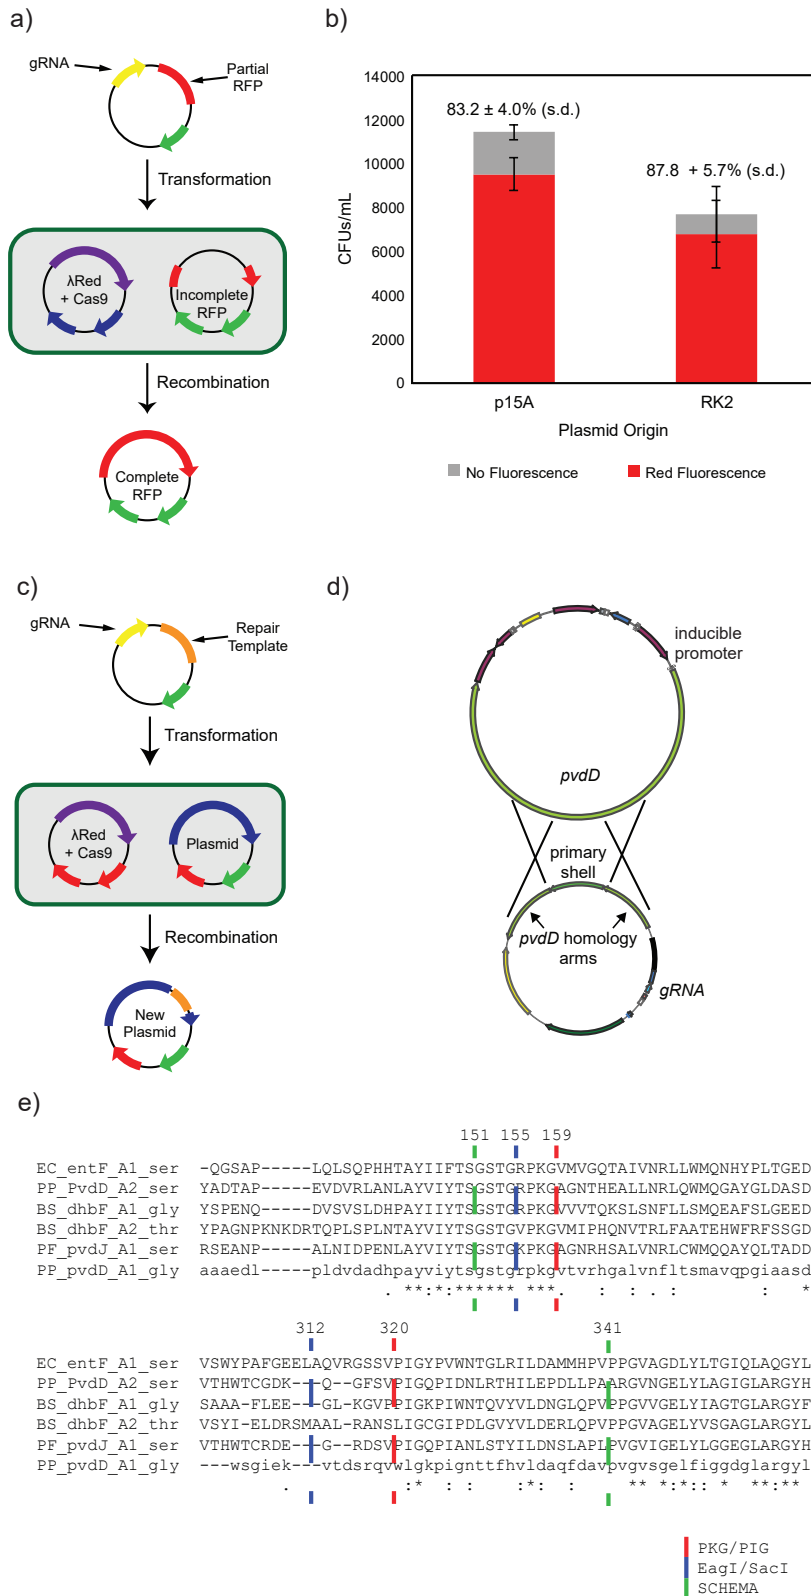 a)
gRNA
Partial
RFP
Transformation
λRed
+ Cas9
Incomplete
RFP
Recombination
Complete
RFP
b)
14000
12000
10000
8000
6000
4000
2000
0
CFUs/mL
83.2 ± 4.0% (s.d.)
87.8 + 5.7% (s.d.)
p15A
RK2
Plasmid Origin
No Fluorescence
Red Fluorescence
c)
gRNA
Repair
Template
Transformation
λRed
+ Cas9
Plasmid
Recombination
New
Plasmid
d)
inducible
promoter
pvdD
primary
shell
pvdD homology
arms
gRNA
e)
151 155 159
EC_entF_A1_ser -QGSAP-----LQLSQPHHTAYIIFTSGSTGRPKGVMVGQTAIVNRLLWMQNHYPLTGED
PP_PvdD_A2_ser YADTAP-----EVDVRLANLAYVIYTSGSTGRPKGAGNTHEALLNRLQWMQGAYGLDASD
BS_dhbF_A1_gly YSPENQ-----DVSVSLDHPAYIIYTSGSTGRPKGVVVTQKSLSNFLLSMQEAFSLGEED
BS_dhbF_A2_thr YPAGNPKNKDRTQPLSPLNTAYVIYTSGSTGVPKGVMIPHQNVTRLFAATEHWFRFSSGD
PF_pvdJ_A1_ser RSEANP-----ALNIDPENLAYVIYTSGSTGKPKGAGNRHSALVNRLCWMQQAYQLTADD
PP_pvdD_A1_gly aaaedl-----pldvdadhpayviytsgstgrpkgvtvrhgalvnfltsmavqpgiaasd
. **:*:****** ***. : . . : *
312 320 341
EC_entF_A1_ser VSWYPAFGEELAQVRGSSVPIGYPVWNTGLRILDAMMHPVPPGVAGDLYLTGIQLAQGYL
PP_PvdD_A2_ser VTHWTCGDK---Q--GFSVPIGQPIDNLRTHILEPDLLPAARGVNGELYLAGIGLARGYH
BS_dhbF_A1_gly SAAA-FLEE---GL-KGVPPIGKPIWNTQVYVLDNGLQPVPPGVVGELYIAGTGLARGYF
BS_dhbF_A2_thr VSYI-ELDRSMAALRANSLIGCGIPDLGVYVLDERLQPVPPGVAGELYVSGAGLARGYL
PF_pvdJ_A1_ser VTHWTCRDE---G--RDSVPIGQPIANLSTYILDNSLAPLPVGVIGELYLGGEGLARGYH
PP_pvdD_A1_gly ---wsgiek---vtdsrqvwlgkpignttfhvldaqfdavpvgvsgelfiggdglargyl
. :* : :*: : ** *:*:: * **:**
PKG/PIG
EagI/SacI
SCHEMA